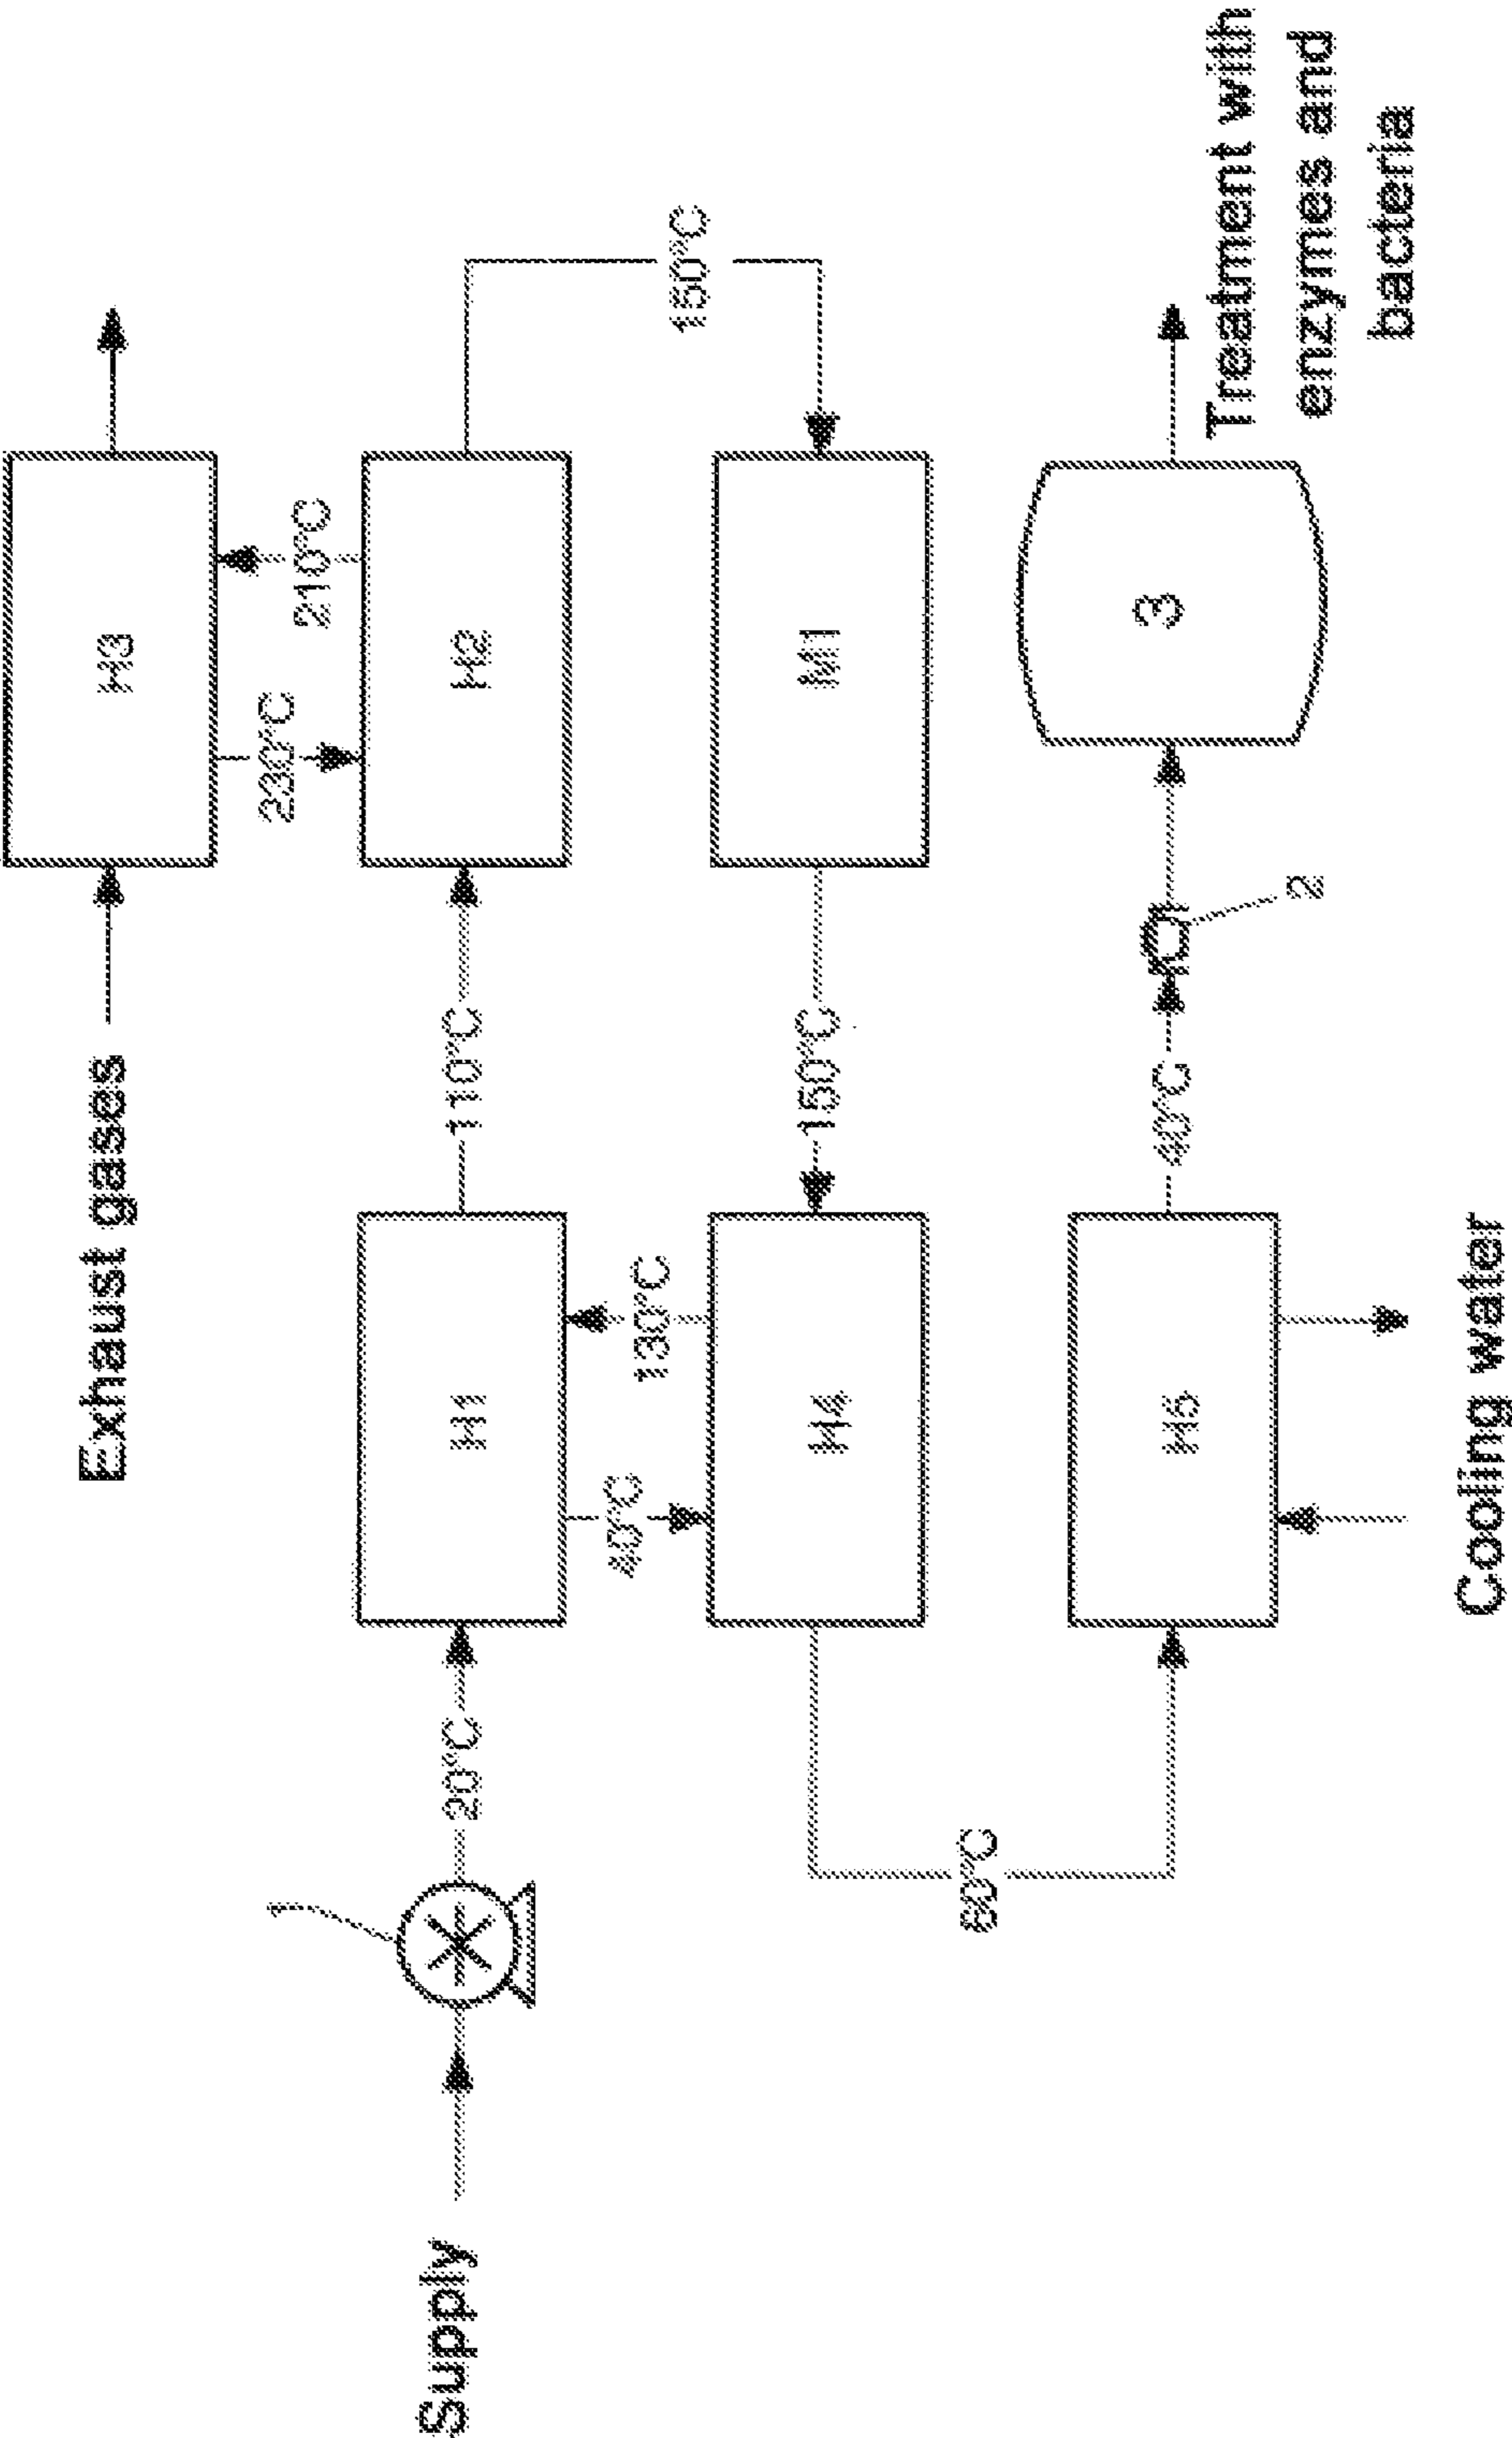 Exhaust gases
H3
230°C
210°C
1
Supply
20°C
H1
110°C
H2
40°C
130°C
150°C
H4
150°C
M1
60°C
H5
40°C
2
3
Treatment with
enzymes and
bacteria
Cooling water